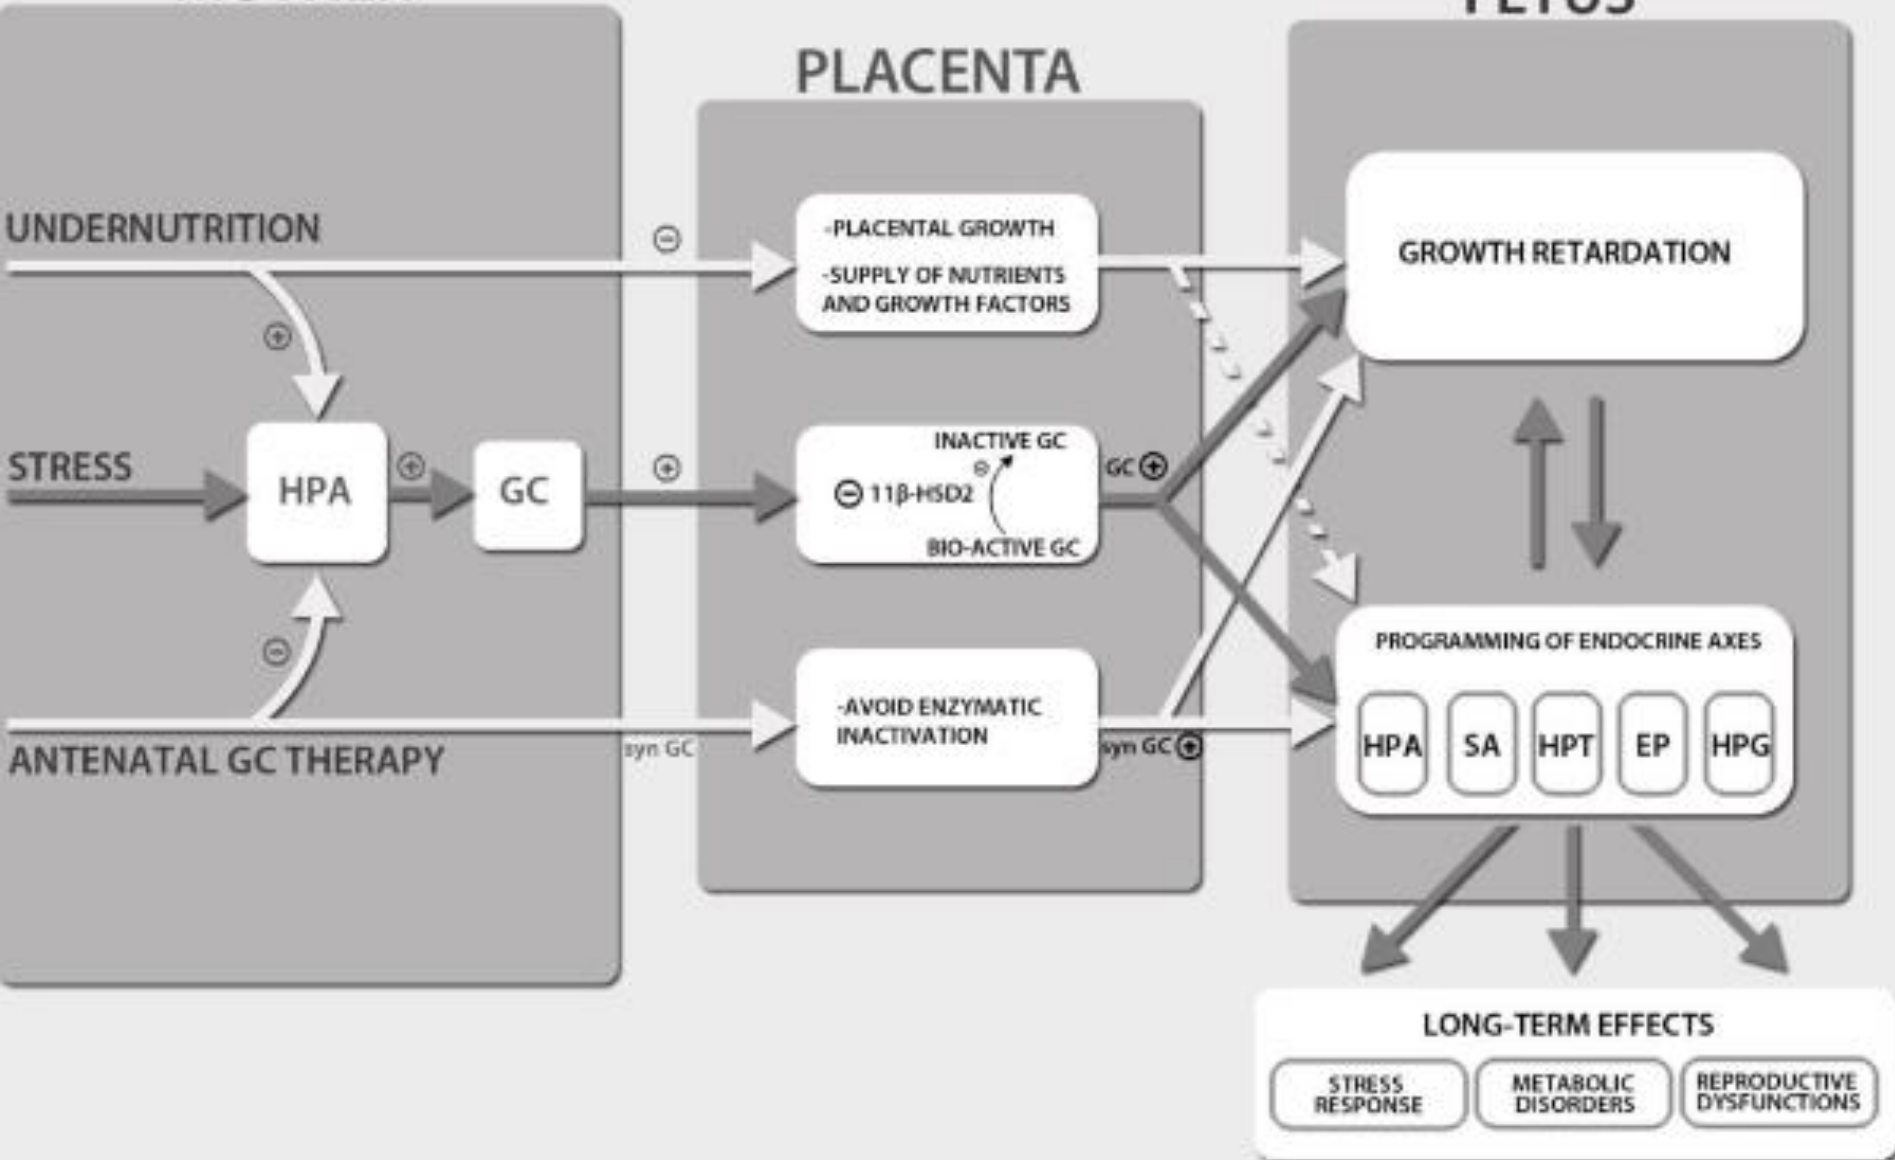 FETUS
PLACENTA
UNDERNUTRITION
⊖
⊕
STRESS
HPA
⊕
GC
⊕
⊖
ANTENATAL GC THERAPY
syn GC
-PLACENTAL GROWTH
-SUPPLY OF NUTRIENTS
AND GROWTH FACTORS
INACTIVE GC
⊖
⊖ 11β-HSD2
BIO-ACTIVE GC
GC ⊕
-AVOID ENZYMATIC
INACTIVATION
syn GC ⊕
GROWTH RETARDATION
PROGRAMMING OF ENDOCRINE AXES
HPA SA HPT EP HPG
LONG-TERM EFFECTS
STRESS
RESPONSE
METABOLIC
DISORDERS
REPRODUCTIVE
DYSFUNCTIONS